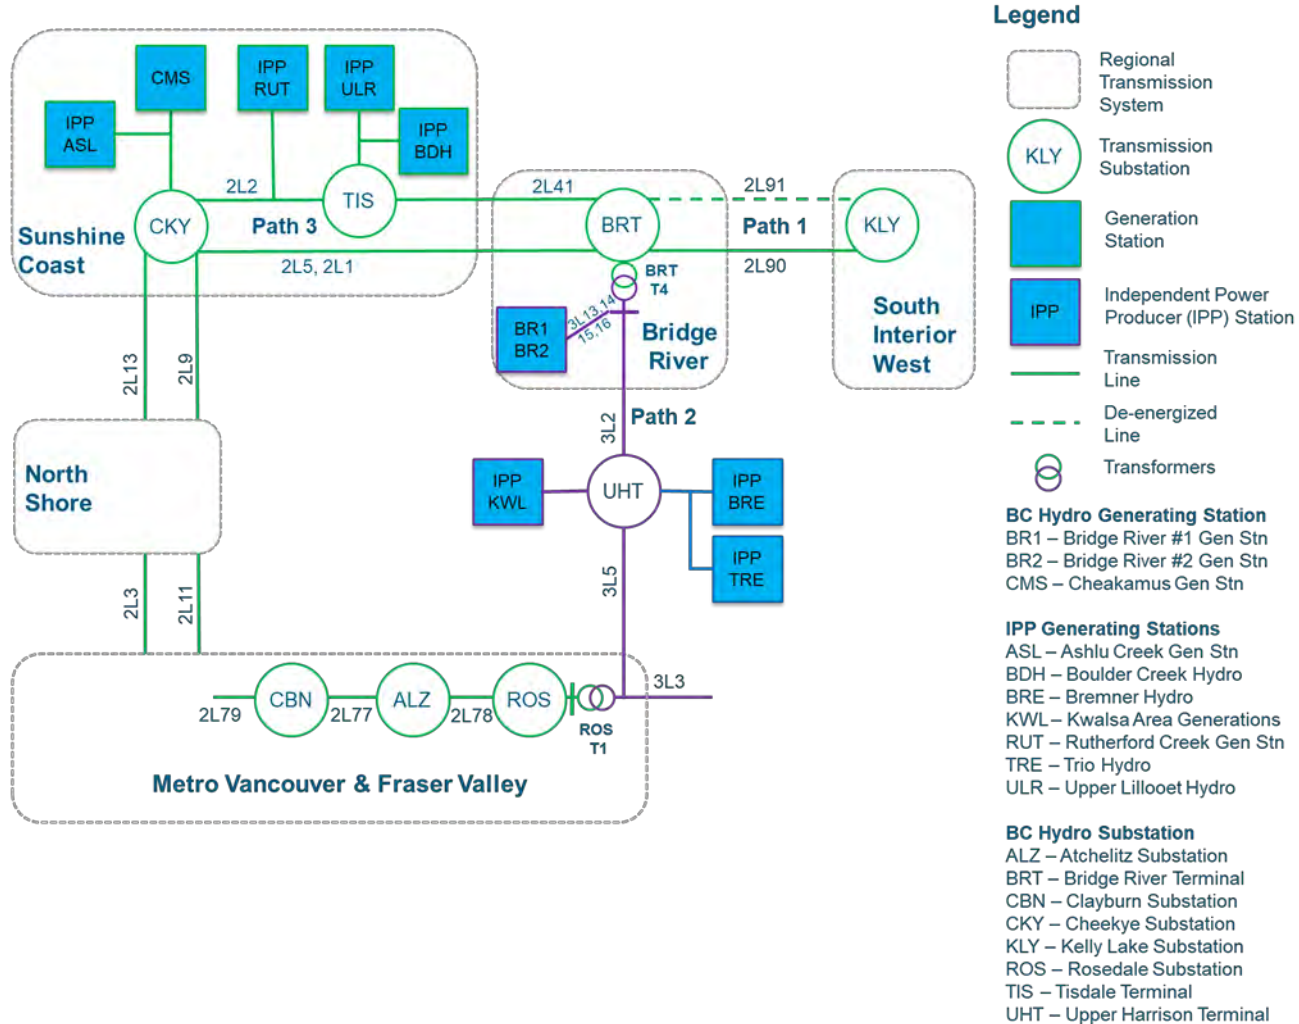 Legend
CMS
IPP
RUT
IPP
ULR
IPP
ASL
IPP
BDH
2L2
TIS
CKY
Path 3
Sunshine
Coast
2L5, 2L1
2L41
BRT
2L91
Path 1
2L90
KLY
BRT
T4
3L13,14
15,16
BR1
BR2
Bridge
River
South
Interior
West
2L13
2L9
3L2
Path 2
North
Shore
IPP
KWL
UHT
IPP
BRE
IPP
TRE
2L3
2L11
3L5
2L79
CBN
2L77
ALZ
2L78
ROS
ROS
T1
3L3
Metro Vancouver & Fraser Valley
Regional
Transmission
System
KLY
Transmission
Substation
Generation
Station
IPP
Independent Power
Producer (IPP) Station
Transmission
Line
De-energized
Line
Transformers
BC Hydro Generating Station
BR1 – Bridge River #1 Gen Stn
BR2 – Bridge River #2 Gen Stn
CMS – Cheakamus Gen Stn
IPP Generating Stations
ASL – Ashlu Creek Gen Stn
BDH – Boulder Creek Hydro
BRE – Bremner Hydro
KWL – Kwalsa Area Generations
RUT – Rutherford Creek Gen Stn
TRE – Trio Hydro
ULR – Upper Lillooet Hydro
BC Hydro Substation
ALZ – Atchelitz Substation
BRT – Bridge River Terminal
CBN – Clayburn Substation
CKY – Cheekye Substation
KLY – Kelly Lake Substation
ROS – Rosedale Substation
TIS – Tisdale Terminal
UHT – Upper Harrison Terminal